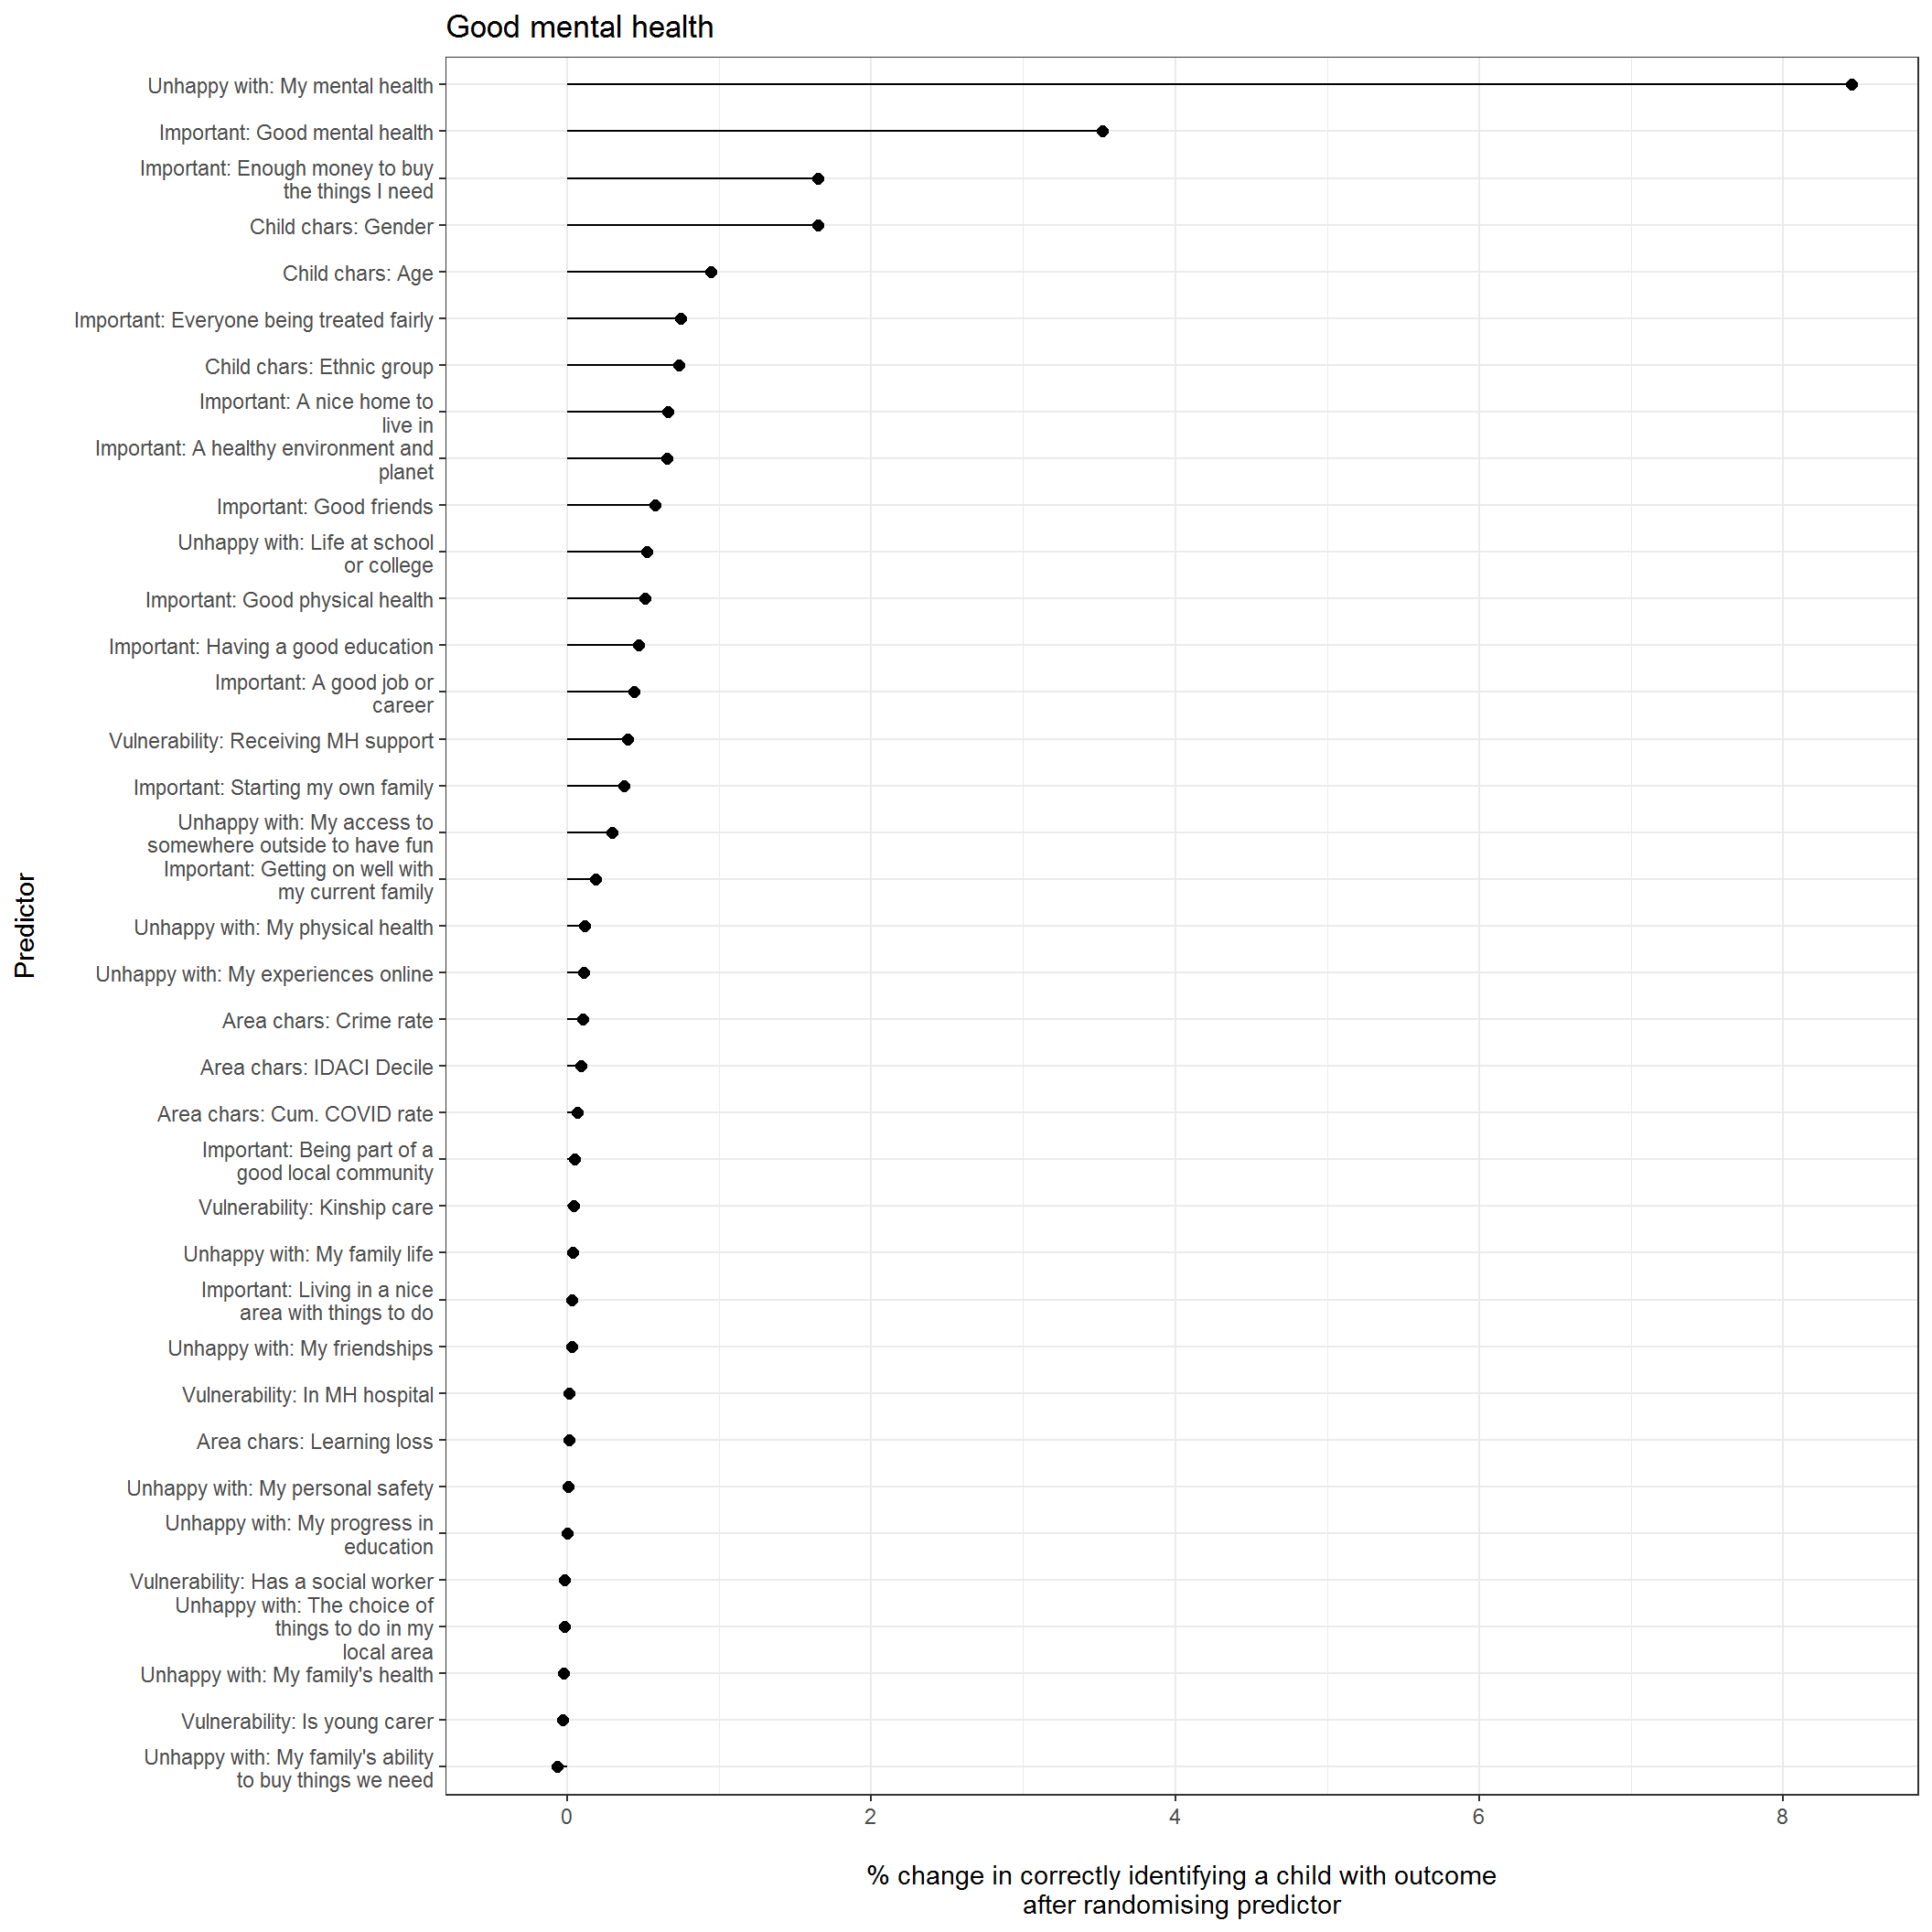 Good mental health
Unhappy with: My mental health
Important: Good mental health
Important: Enough money to buy
the things I need
Child chars: Gender
Child chars: Age
Important: Everyone being treated fairly
Child chars: Ethnic group
Important: A nice home to
live in
Important: A healthy environment and
planet
Important: Good friends
Unhappy with: Life at school
or college
Important: Good physical health
Important: Having a good education
Important: A good job or
career
Vulnerability: Receiving MH support
Important: Starting my own family
Unhappy with: My access to
somewhere outside to have fun
Important: Getting on well with
my current family
Unhappy with: My physical health
Unhappy with: My experiences online
Area chars: Crime rate
Area chars: IDACI Decile
Area chars: Cum. COVID rate
Important: Being part of a
good local community
Vulnerability: Kinship care
Unhappy with: My family life
Important: Living in a nice
area with things to do
Unhappy with: My friendships
Vulnerability: In MH hospital
Area chars: Learning loss
Unhappy with: My personal safety
Unhappy with: My progress in
education
Vulnerability: Has a social worker
Unhappy with: The choice of
things to do in my
local area
Unhappy with: My family's health
Vulnerability: Is young carer
Unhappy with: My family's ability
to buy things we need
Predictor
0 2 4 6 8
% change in correctly identifying a child with outcome
after randomising predictor